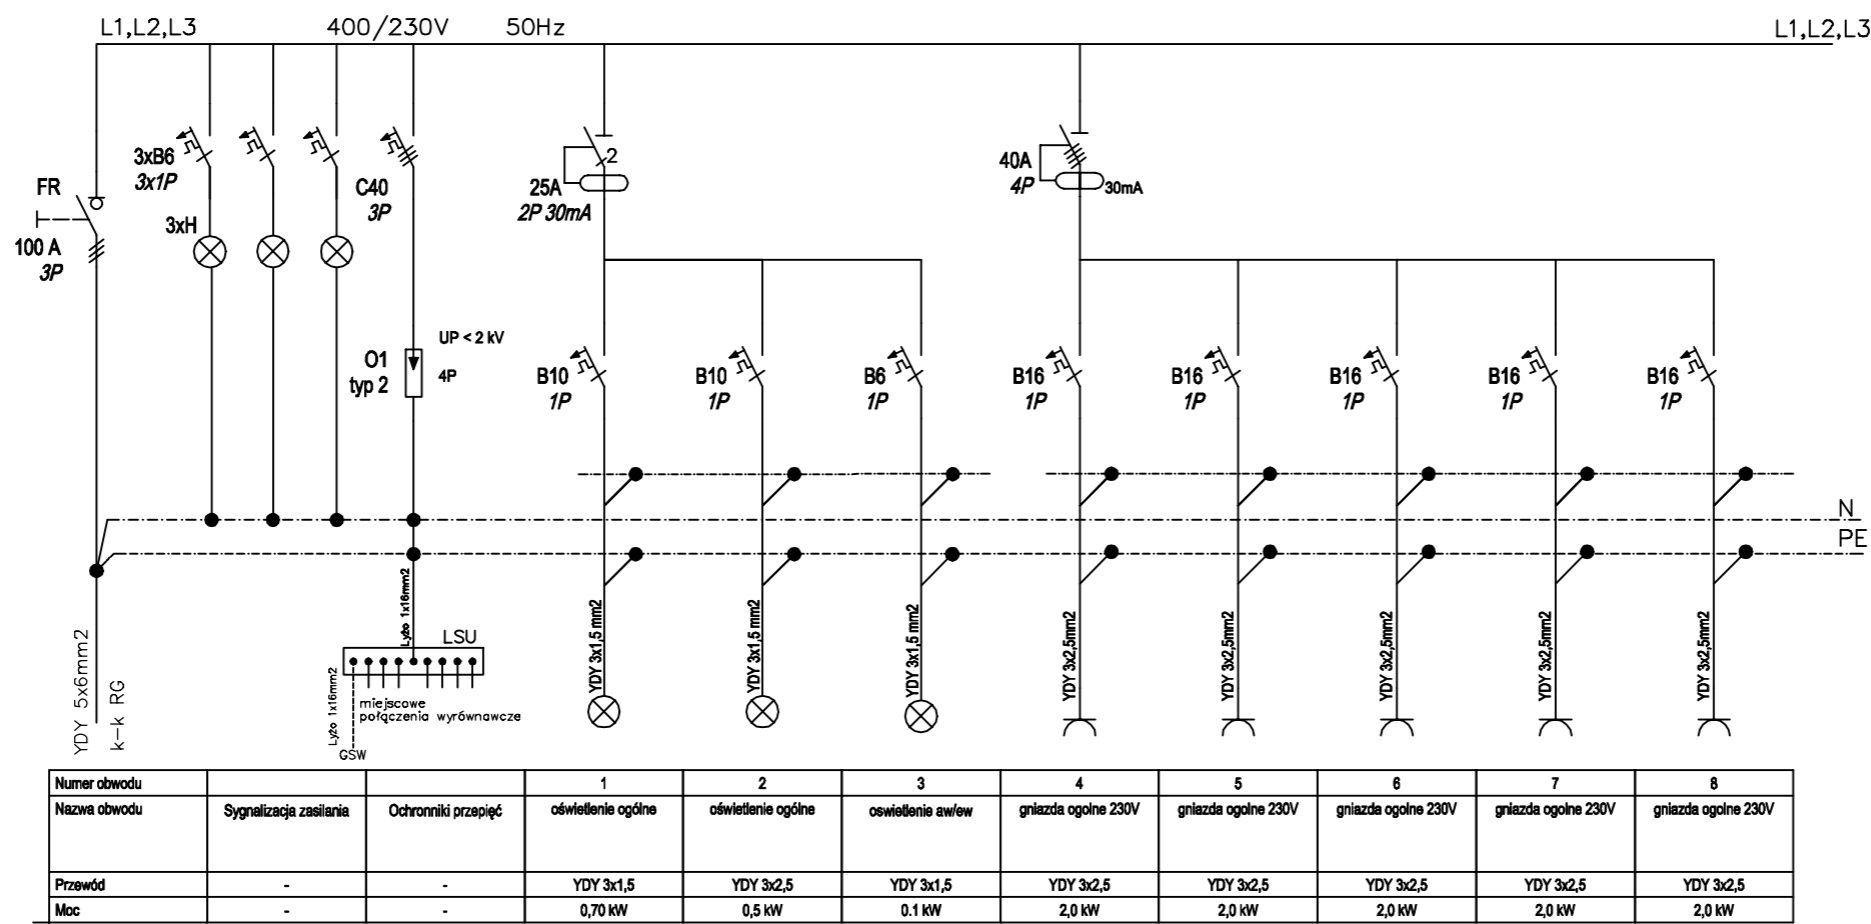 L1,L2,L3 400/230V 50Hz L1,L2,L3
FR
100 A
3P
3xB6
3x1P
3xH
C40
3P
O1
typ 2
UP < 2 kV
4P
2
25A
2P 30mA
40A
4P
30mA
B10
1P
B10
1P
B6
1P
B16
1P
B16
1P
B16
1P
B16
1P
B16
1P
N
PE
YDY 5x6mm2
k-k RG
Lyżo 1x16mm2
LSU
Lyżo 1x16mm2
miejscowe
połączenia wyrównawcze
GSW
YDY 3x1,5 mm2
YDY 3x1,5 mm2
YDY 3x1,5 mm2
YDY 3x2,5mm2
YDY 3x2,5mm2
YDY 3x2,5mm2
YDY 3x2,5mm2
YDY 3x2,5mm2
Numer obwodu 1 2 3 4 5 6 7 8
Nazwa obwodu Sygnalizacja zasilania Ochronniki przepięć oświetlenie ogólne oświetlenie ogólne oswietlenie aw/ew gniazda ogolne 230V gniazda ogolne 230V gniazda ogolne 230V gniazda ogolne 230V gniazda ogolne 230V
Przewód - - YDY 3x1,5 YDY 3x2,5 YDY 3x1,5 YDY 3x2,5 YDY 3x2,5 YDY 3x2,5 YDY 3x2,5 YDY 3x2,5
Moc - - 0,70 kW 0,5 kW 0.1 kW 2,0 kW 2,0 kW 2,0 kW 2,0 kW 2,0 kW